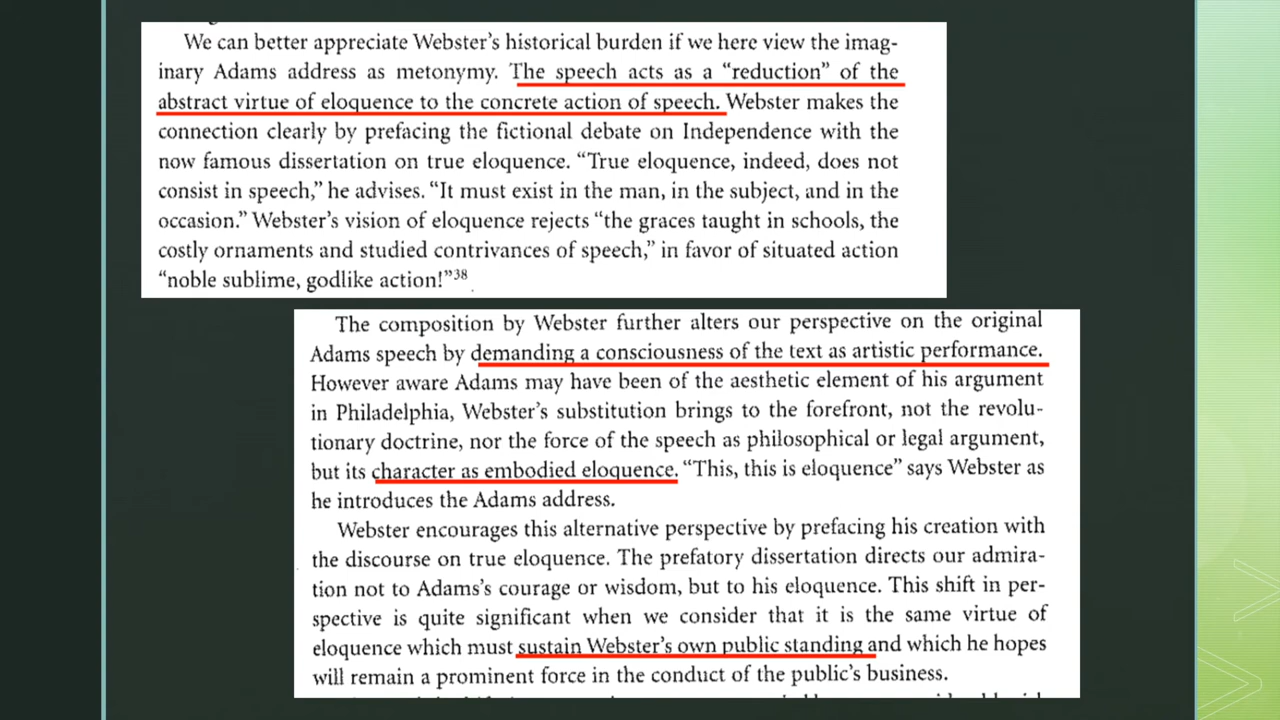 We can better appreciate Webster's historical burden if we here view the imag-
inary Adams address as metonymy. The speech acts as a “reduction” of the
abstract virtue of eloquence to the concrete action of speech. Webster makes the
connection clearly by prefacing the fictional debate on Independence with the
now famous dissertation on true eloquence. “True eloquence, indeed, does not
consist in speech,” he advises. “It must exist in the man, in the subject, and in the
occasion.” Webster's vision of eloquence rejects “the graces taught in schools, the
costly ornaments and studied contrivances of speech,” in favor of situated action
“noble sublime, godlike action!”38
The composition by Webster further alters our perspective on the original
Adams speech by demanding a consciousness of the text as artistic performance.
However aware Adams may have been of the aesthetic element of his argument
in Philadelphia, Webster's substitution brings to the forefront, not the revolu-
tionary doctrine, nor the force of the speech as philosophical or legal argument,
but its character as embodied eloquence. “This, this is eloquence” says Webster as
he introduces the Adams address.
Webster encourages this alternative perspective by prefacing his creation with
the discourse on true eloquence. The prefatory dissertation directs our admira-
tion not to Adams's courage or wisdom, but to his eloquence. This shift in per-
spective is quite significant when we consider that it is the same virtue of
eloquence which must sustain Webster's own public standing and which he hopes
will remain a prominent force in the conduct of the public's business.